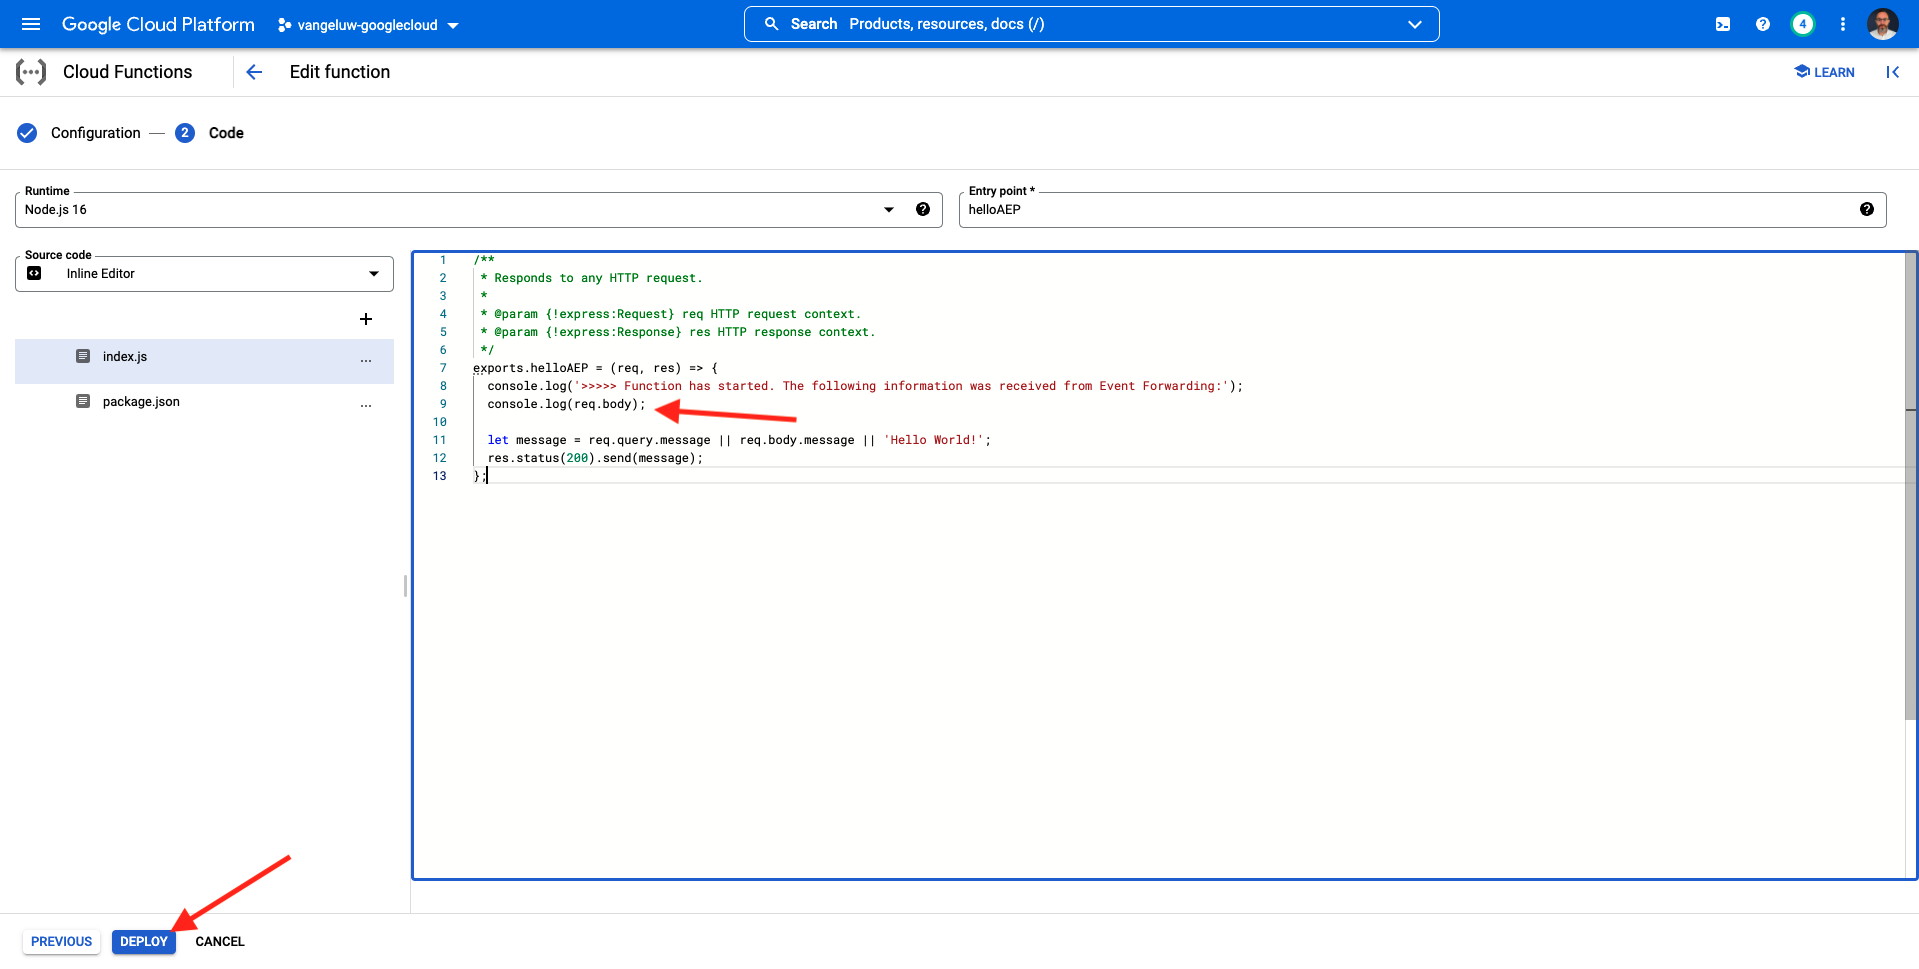 Google Cloud Platform
vangeluw-googlecloud
Search Products, resources, docs (/)
4
Cloud Functions
Edit function
LEARN
Configuration
2
Code
Runtime
Node.js 16
Entry point *
helloAEP
Source code
Inline Editor
index.js
...
package.json
...
1 /**
2  * Responds to any HTTP request.
3  *
4  * @param {!express:Request} req HTTP request context.
5  * @param {!express:Response} res HTTP response context.
6  */
7 exports.helloAEP = (req, res) => {
8   console.log('>>>>> Function has started. The following information was received from Event Forwarding:');
9   console.log(req.body);
10
11   let message = req.query.message || req.body.message || 'Hello World!';
12   res.status(200).send(message);
13 };
PREVIOUS
DEPLOY
CANCEL